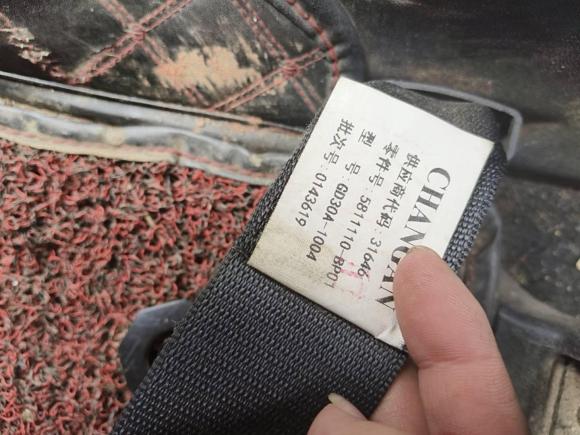 CHANGAN
供应商代码:31646
零件号:5811110-BP01
型 号:GD30A-1004
批次号:0143619